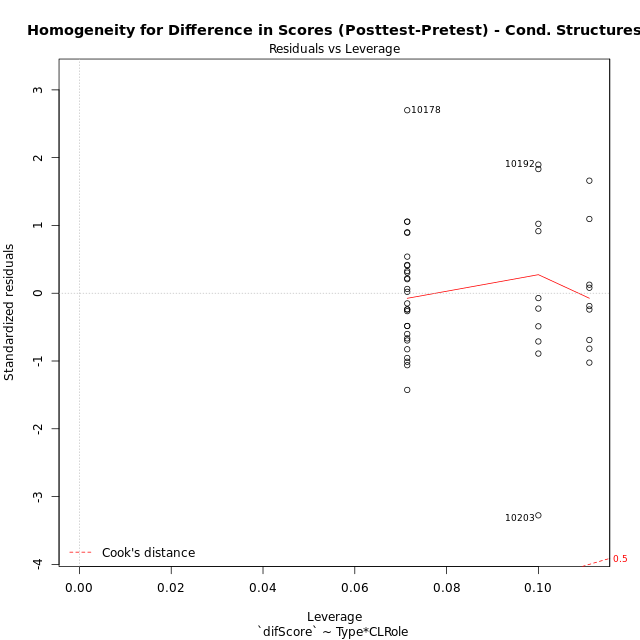 Homogeneity for Difference in Scores (Posttest-Pretest) - Cond. Structures
Residuals vs Leverage
Standardized residuals
3
2
1
0
-1
-2
-3
-4
10178
10192
10203
Cook's distance
0.5
0.00 0.02 0.04 0.06 0.08 0.10
Leverage
`difScore` ~ Type*CLRole